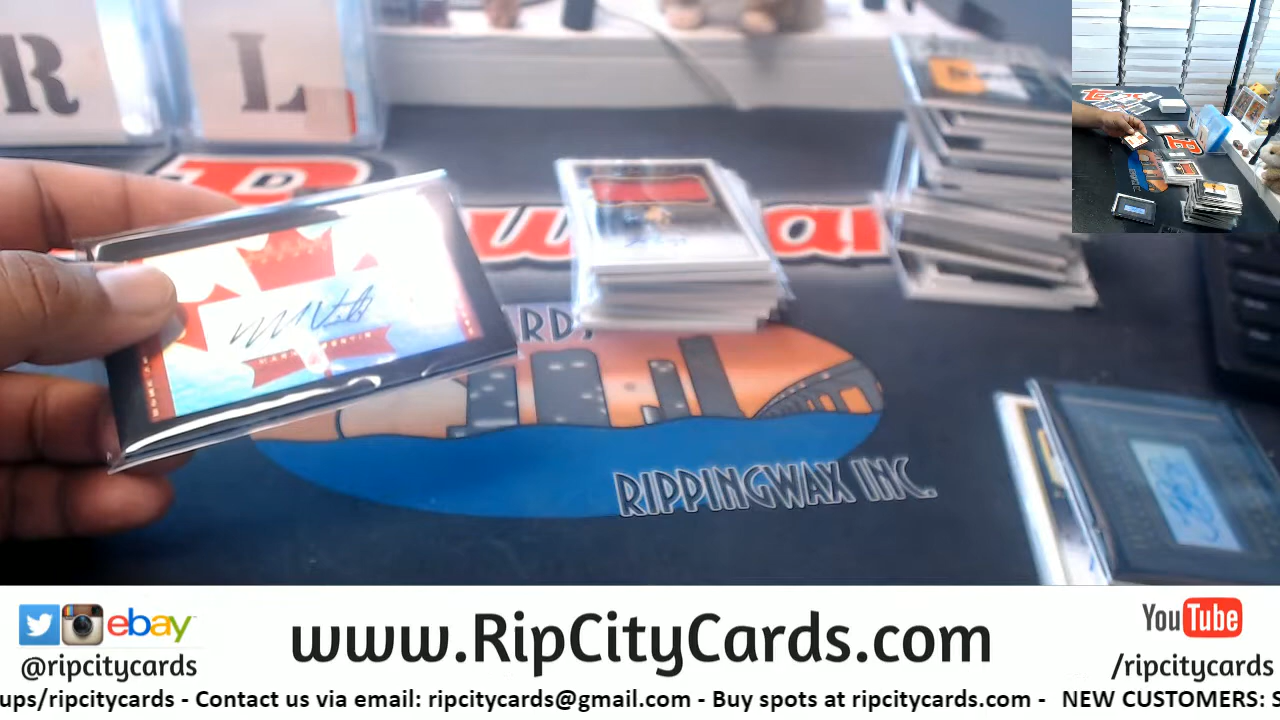 R L
RIPPINGWAX INC.
ebay
@ripcitycards
www.RipCityCards.com
YouTube
/ripcitycards
ups/ripcitycards - Contact us via email: ripcitycards@gmail.com - Buy spots at ripcitycards.com - NEW CUSTOMERS: S